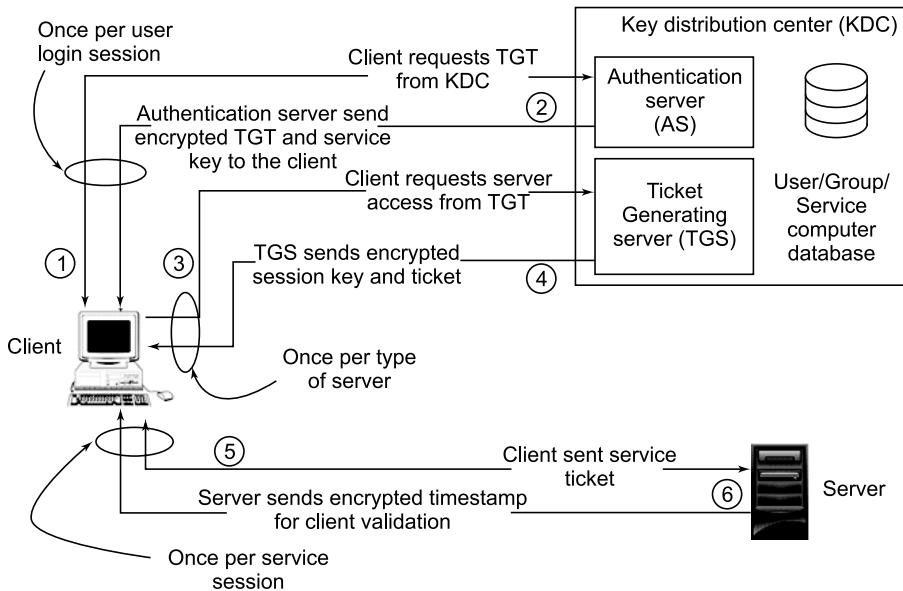 Once per user
login session
Key distribution center (KDC)
Client requests TGT
from KDC
Authentication
server
(AS)
Authentication server send
encrypted TGT and service
key to the client
2
Client requests server
access from TGT
Ticket
Generating
server (TGS)
User/Group/
Service
computer
database
1
3
TGS sends encrypted
session key and ticket
4
Client
Once per type
of server
5
Client sent service
ticket
6
Server
Server sends encrypted timestamp
for client validation
Once per service
session